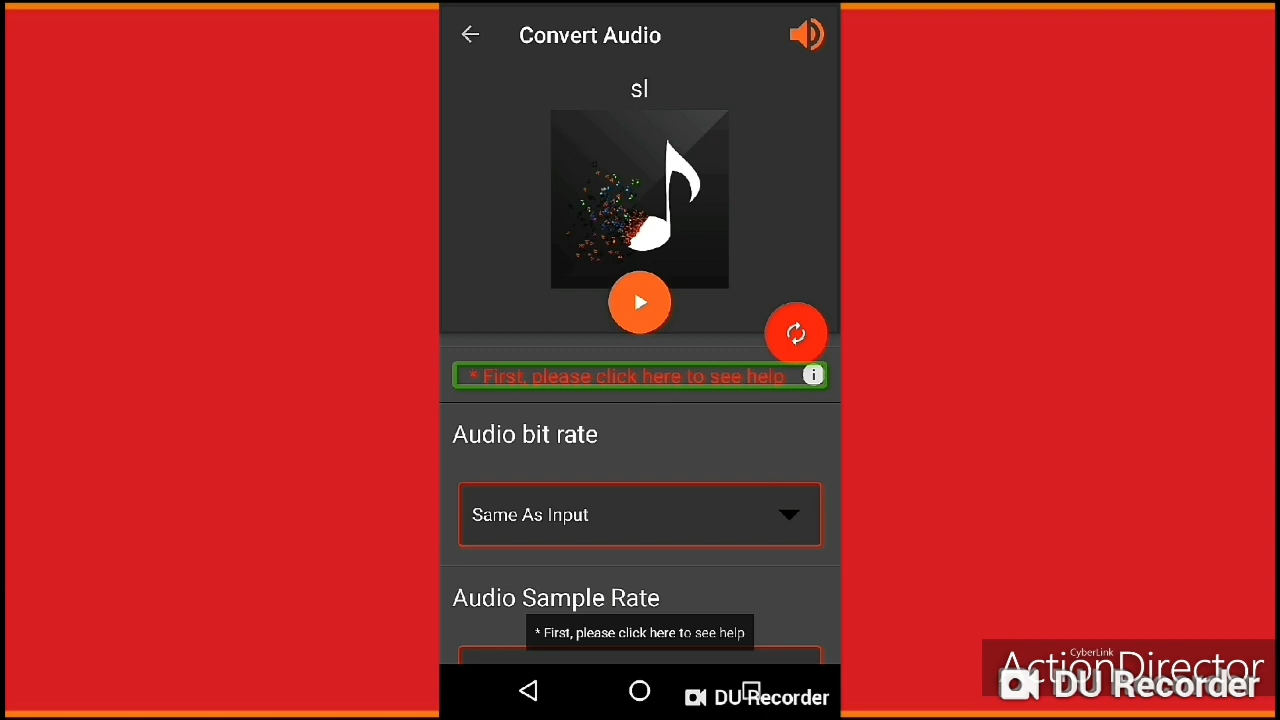 Convert Audio
sl
* First, please click here to see help
i
Audio bit rate
Same As Input
Audio Sample Rate
* First, please click here to see help
DU Recorder
CyberLink
ActionDirector
DU Recorder